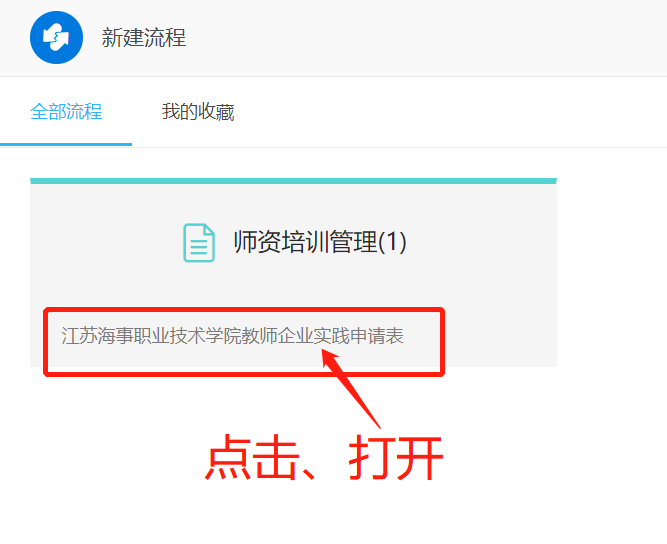 新建流程
全部流程 我的收藏
师资培训管理(1)
江苏海事职业技术学院教师企业实践申请表
点击、打开